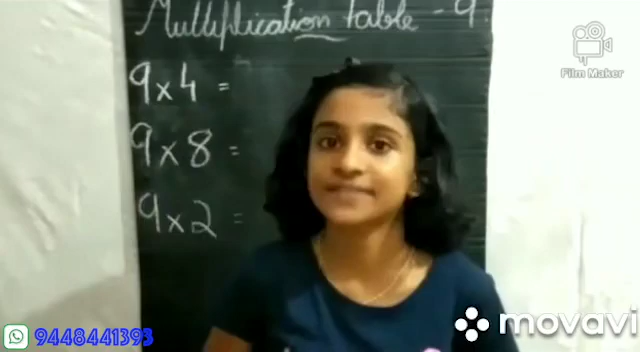 Multiplication table - 9
Film Maker
9x4 =
9x8 =
9x2 =
9448441393
movavi